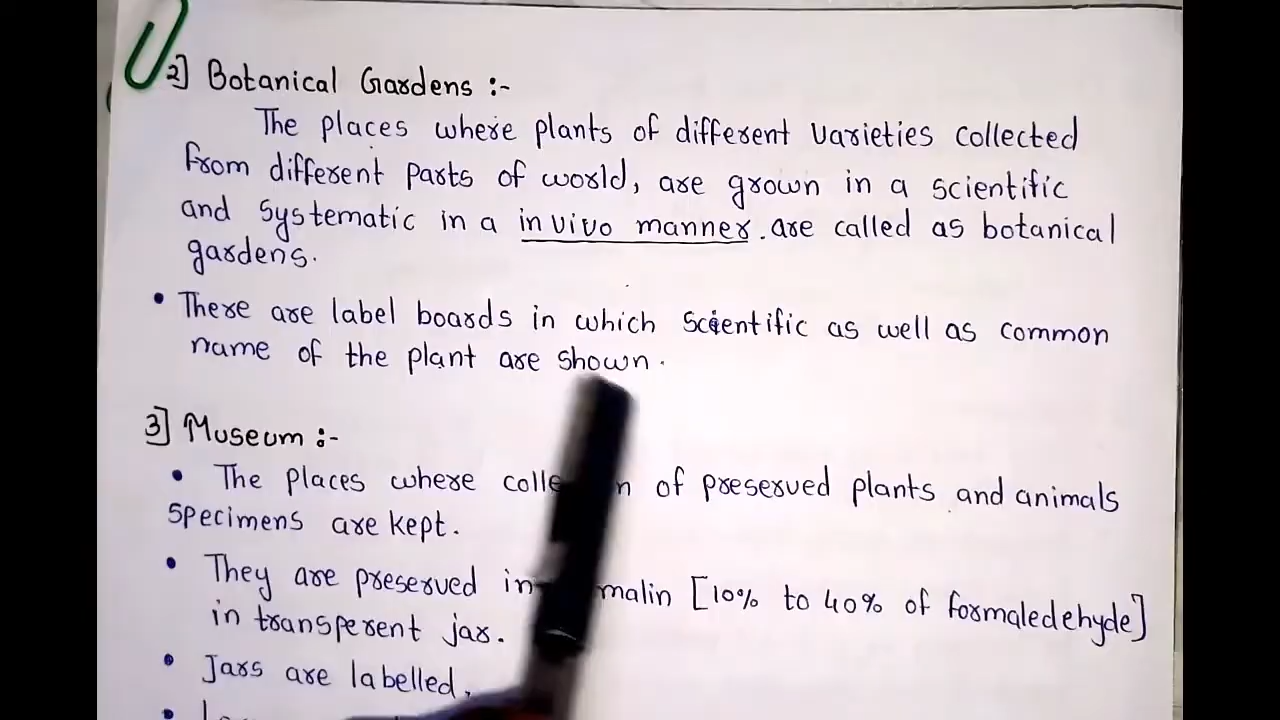 2] Botanical Gardens :-
The places where plants of different varieties collected
from different parts of world, are grown in a scientific
and systematic in a in vivo manner. are called as botanical
gardens.
• There are label boards in which scientific as well as common
name of the plant are shown.
3] Museum :-
• The places where of preserved plants and animals
specimens are kept.
• They are preserved in [10% to 40% of formaledehyde]
in transperent jar.
• Jars are labelled,